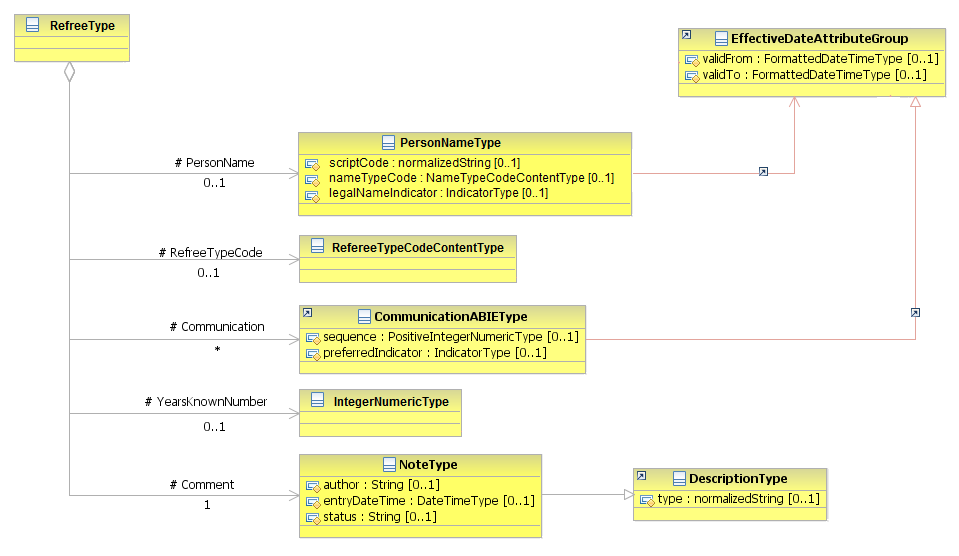 RefreeType
EffectiveDateAttributeGroup
validFrom : FormattedDateTimeType [0..1]
validTo : FormattedDateTimeType [0..1]
# PersonName
0..1
PersonNameType
scriptCode : normalizedString [0..1]
nameTypeCode : NameTypeCodeContentType [0..1]
legalNameIndicator : IndicatorType [0..1]
# RefreeTypeCode
0..1
RefereeTypeCodeContentType
# Communication
*
CommunicationABIEType
sequence : PositiveIntegerNumericType [0..1]
preferredIndicator : IndicatorType [0..1]
# YearsKnownNumber
0..1
IntegerNumericType
# Comment
1
NoteType
author : String [0..1]
entryDateTime : DateTimeType [0..1]
status : String [0..1]
DescriptionType
type : normalizedString [0..1]